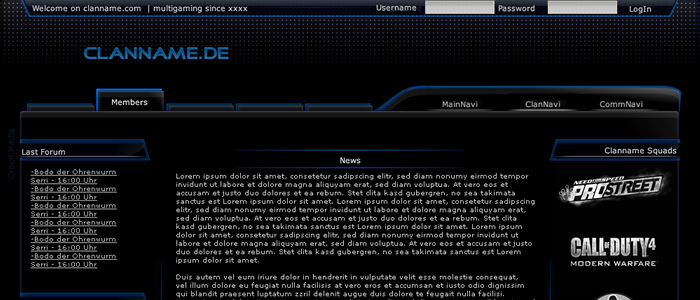 Welcome on clanname.com | multigaming since xxxx
Username
Password
LogIn
CLANNAME.DE
Members
MainNavi
ClanNavi
CommNavi
Last Forum
-Bodo der Ohrenwurm
Serri - 16:00 Uhr
-Bodo der Ohrenwurm
Serri - 16:00 Uhr
-Bodo der Ohrenwurm
Serri - 16:00 Uhr
-Bodo der Ohrenwurm
Serri - 16:00 Uhr
-Bodo der Ohrenwurm
Serri - 16:00 Uhr
News
Lorem ipsum dolor sit amet, consetetur sadipscing elitr, sed diam nonumy eirmod tempor
invidunt ut labore et dolore magna aliquyam erat, sed diam voluptua. At vero eos et
accusam et justo duo dolores et ea rebum. Stet clita kasd gubergren, no sea takimata
sanctus est Lorem ipsum dolor sit amet. Lorem ipsum dolor sit amet, consetetur
sadipscing elitr, sed diam nonumy eirmod tempor invidunt ut labore et dolore magna
aliquyam erat, sed diam voluptua. At vero eos et accusam et justo duo dolores et ea
rebum. Stet clita kasd gubergren, no sea takimata sanctus est Lorem ipsum dolor sit
amet. Lorem ipsum dolor sit amet, consetetur sadipscing elitr, sed diam nonumy eirmod
tempor invidunt ut labore et dolore magna aliquyam erat, sed diam voluptua. At vero
eos et accusam et justo duo dolores et ea rebum. Stet clita kasd gubergren, no sea
takimata sanctus est Lorem ipsum dolor sit amet.
Duis autem vel eum iriure dolor in hendrerit in vulputate velit esse molestie consequat,
vel illum dolore eu feugiat nulla facilisis at vero eros et accumsan et iusto odio dignissim
qui blandit praesent luptatum zzril delenit augue duis dolore te feugait nulla facilisi.
Clanname Squads
NEED FOR SPEED
PROSTREET
CALL OF DUTY 4
MODERN WARFARE